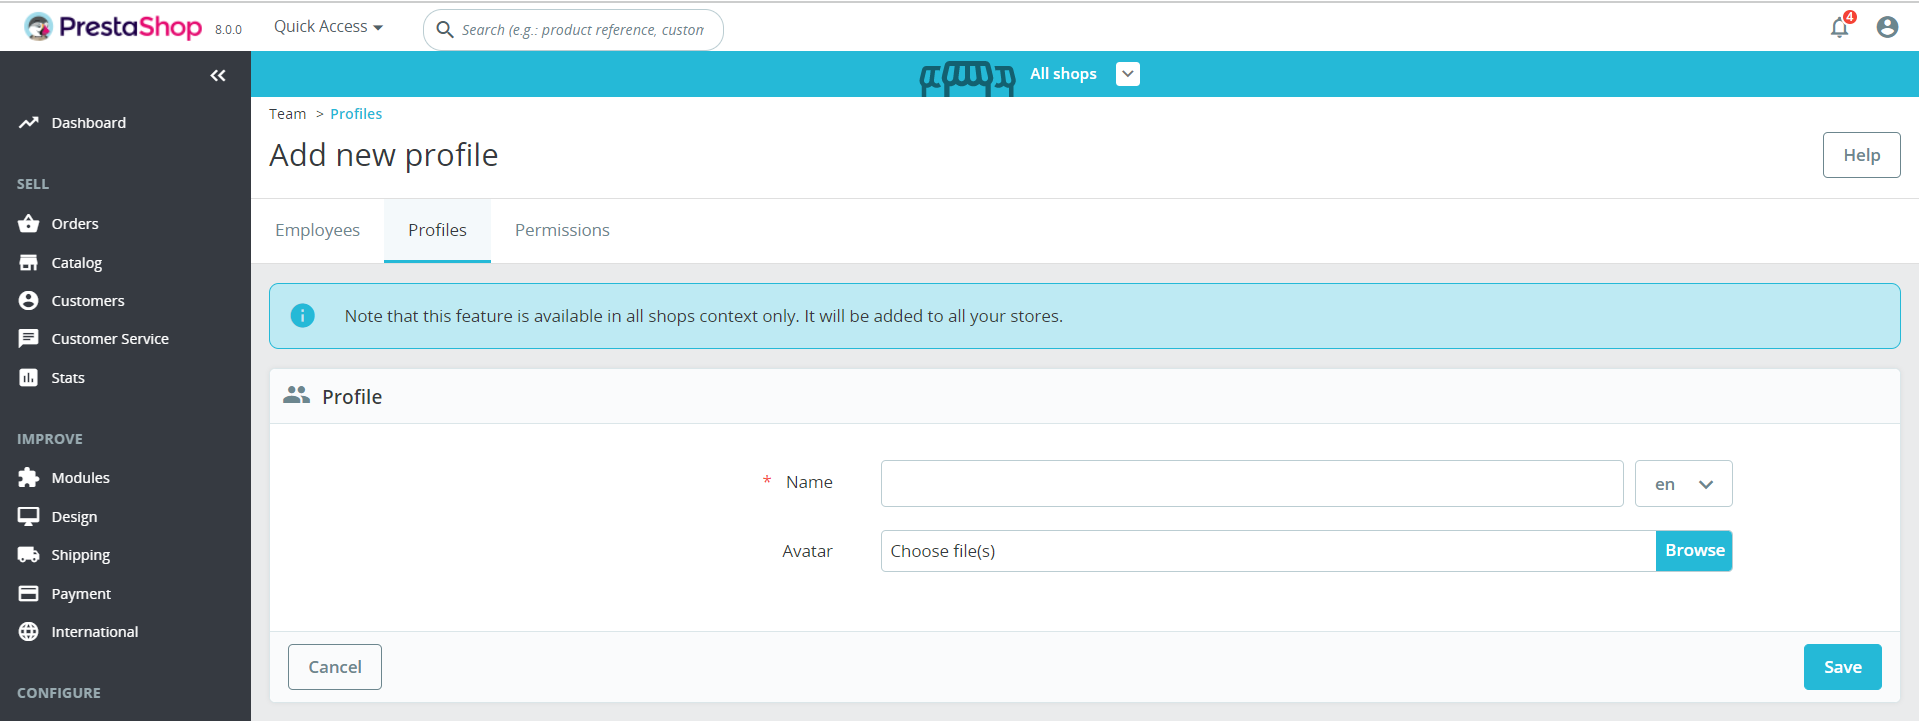 PrestaShop 8.0.0 Quick Access Search (e.g.: product reference, custon 4
All shops
Team > Profiles
Add new profile
Help
Employees Profiles Permissions
Note that this feature is available in all shops context only. It will be added to all your stores.
Profile
* Name en
Avatar Choose file(s) Browse
Cancel Save
Dashboard
SELL
Orders
Catalog
Customers
Customer Service
Stats
IMPROVE
Modules
Design
Shipping
Payment
International
CONFIGURE